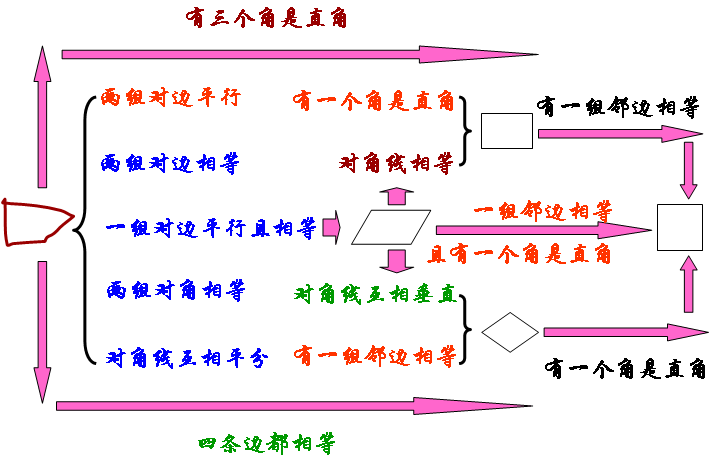 有三个角是直角
两组对边平行
有一个角是直角
有一组邻边相等
两组对边相等
对角线相等
一组对边平行且相等
一组邻边相等
且有一个角是直角
两组对角相等
对角线互相垂直
对角线互相平分
有一组邻边相等
有一个角是直角
四条边都相等